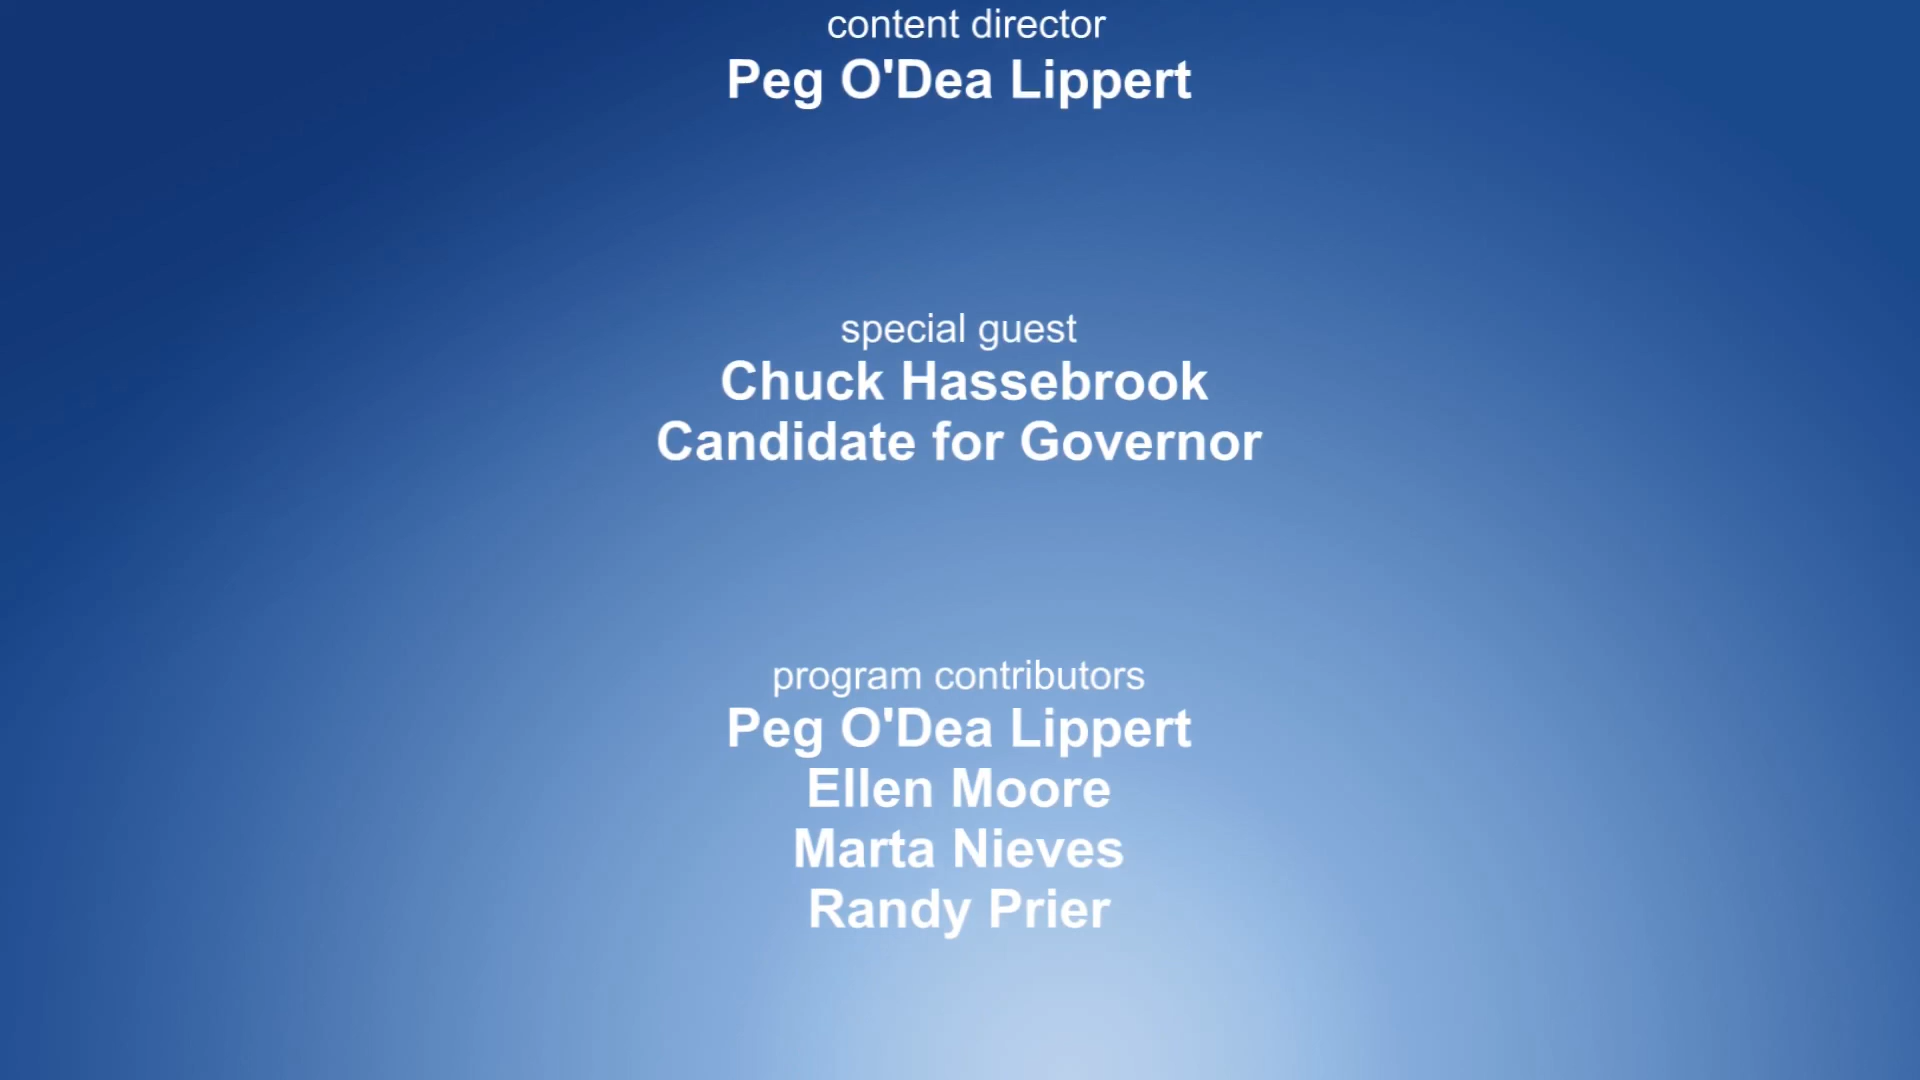 content director
Peg O'Dea Lippert
special guest
Chuck Hassebrook
Candidate for Governor
program contributors
Peg O'Dea Lippert
Ellen Moore
Marta Nieves
Randy Prier